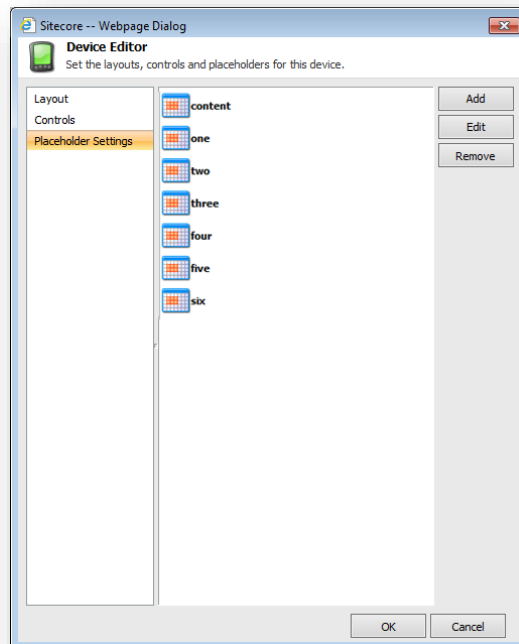 Sitecore -- Webpage Dialog
Device Editor
Set the layouts, controls and placeholders for this device.
Layout
Controls
Placeholder Settings
content
one
two
three
four
five
six
Add
Edit
Remove
OK
Cancel